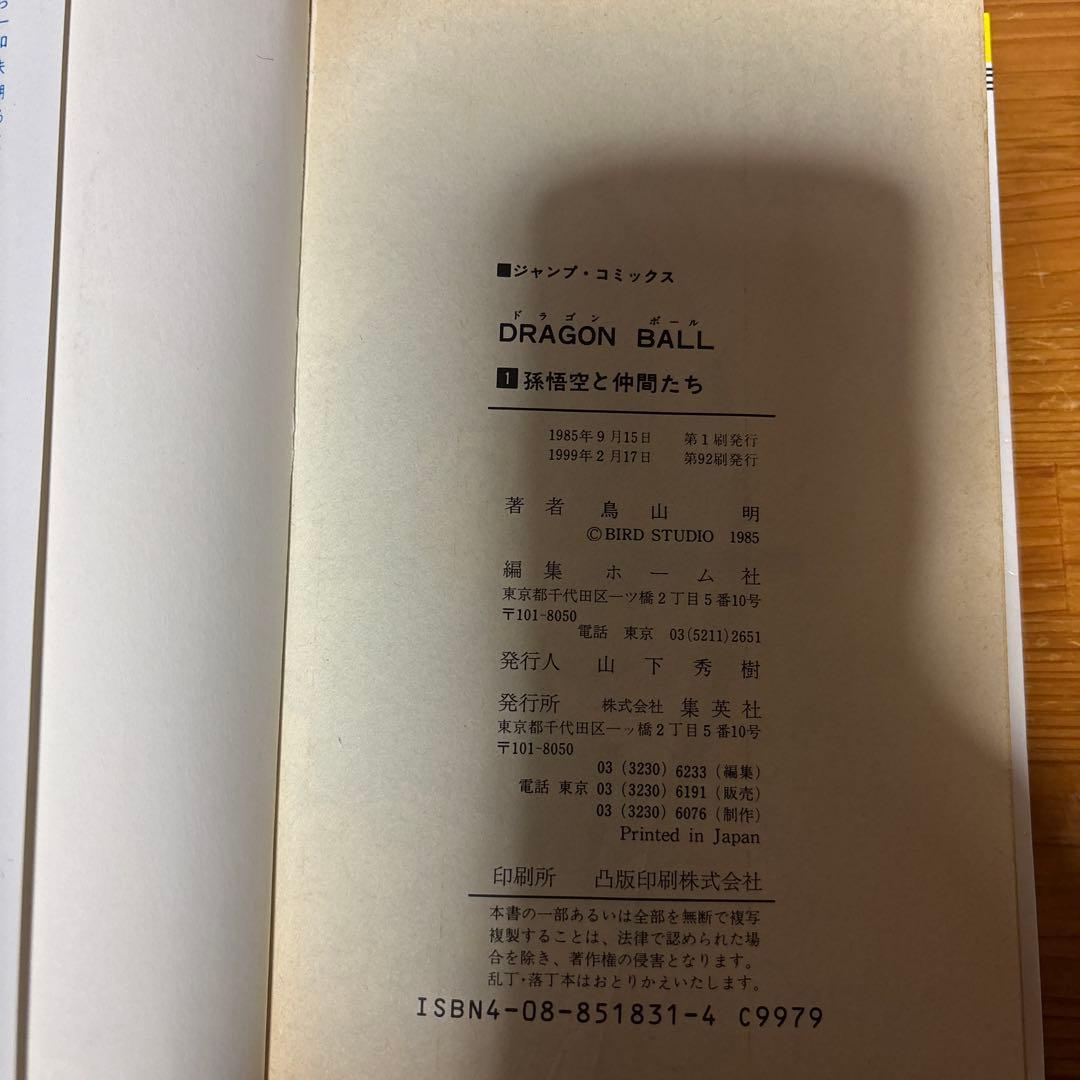 ■ジャンプ・コミックス
ドラゴン ボール
DRAGON BALL
1 孫悟空と仲間たち
1985年9月15日 第1刷発行
1999年2月17日 第92刷発行
著者 鳥山 明
©BIRD STUDIO 1985
編集 ホーム社
東京都千代田区一ツ橋2丁目5番10号
〒101-8050
電話 東京 03(5211)2651
発行人 山下秀樹
発行所 株式会社 集英社
東京都千代田区一ッ橋2丁目5番10号
〒101-8050
03 (3230) 6233 (編集)
電話 東京 03 (3230) 6191 (販売)
03 (3230) 6076 (制作)
Printed in Japan
印刷所 凸版印刷株式会社
本書の一部あるいは全部を無断で複写
複製することは、法律で認められた場
合を除き、著作権の侵害となります。
乱丁・落丁本はおとりかえいたします。
ISBN4-08-851831-4 C9979